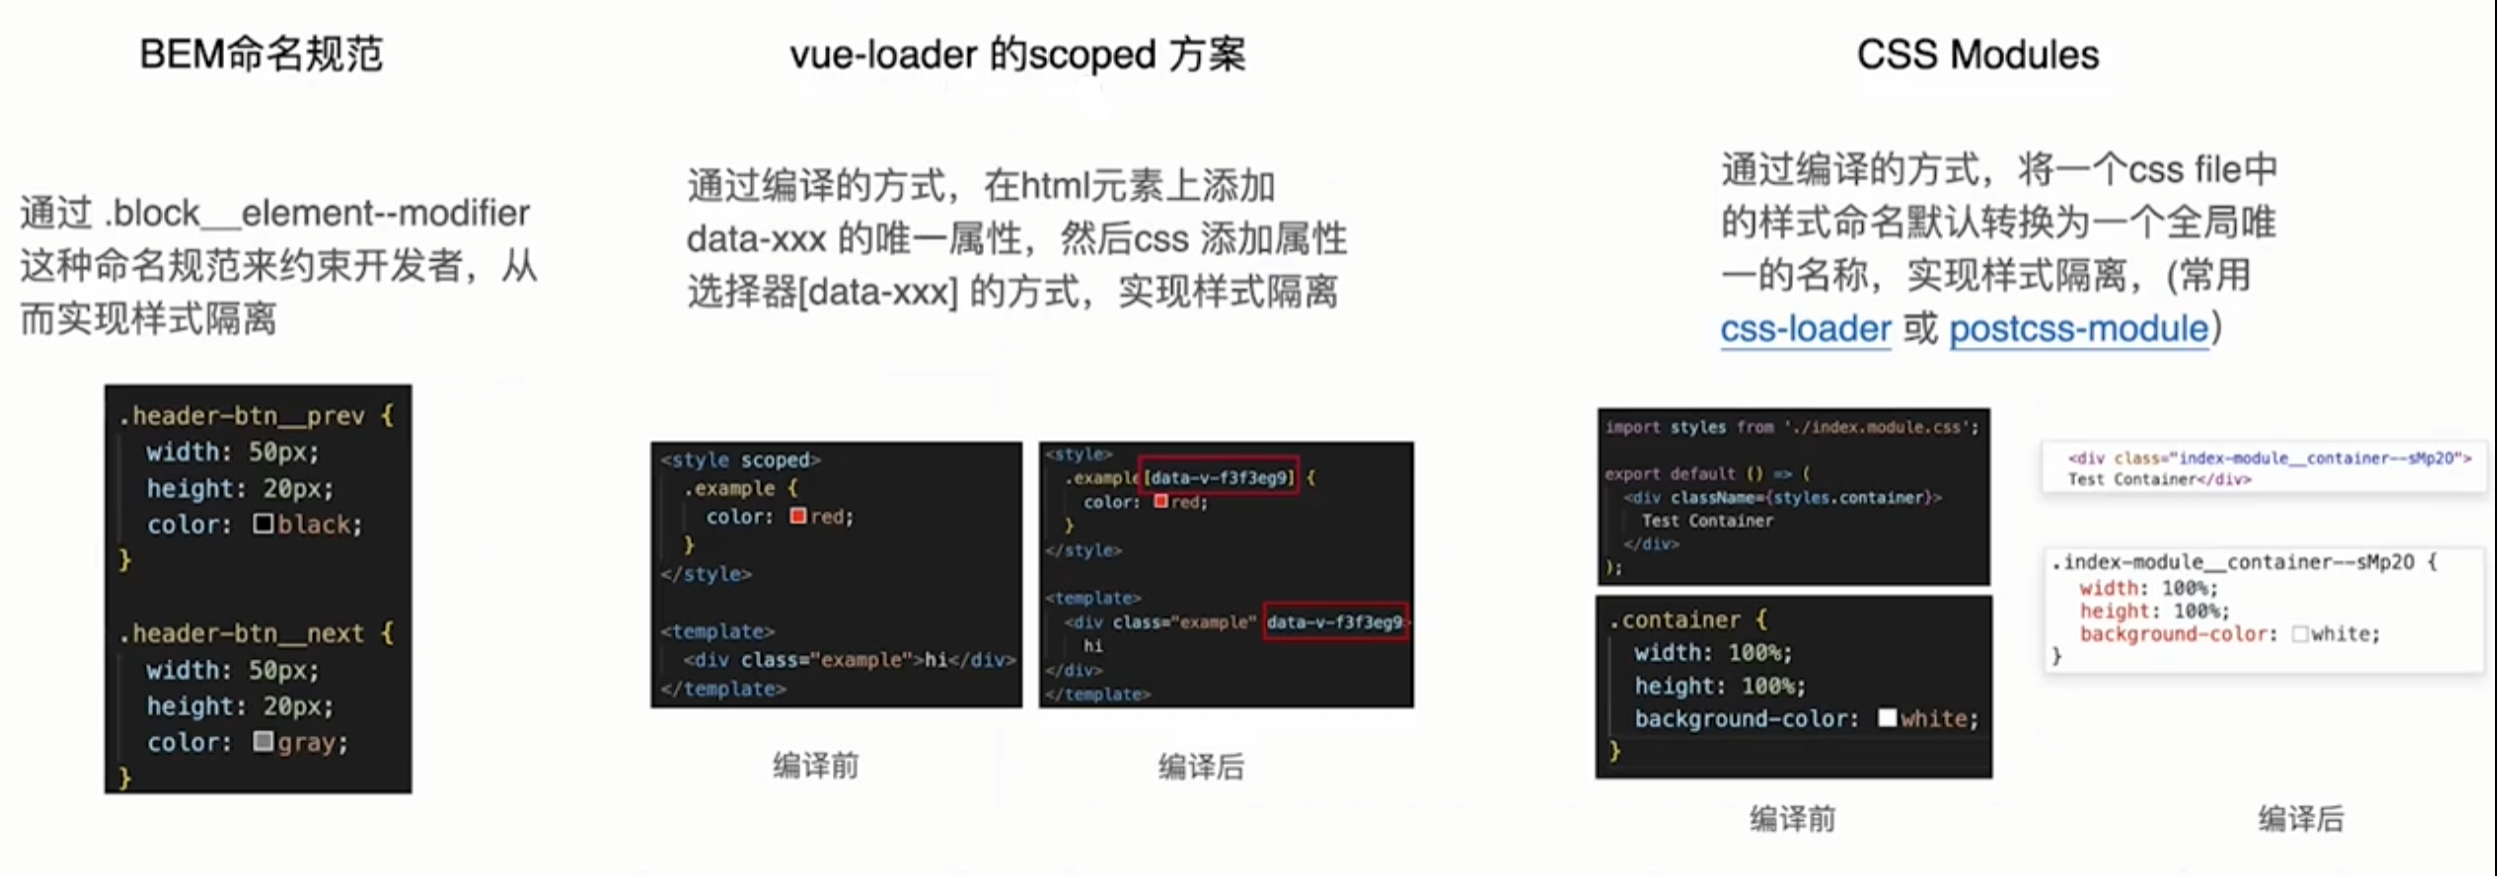 BEM命名规范
通过 .block__element--modifier
这种命名规范来约束开发者，从
而实现样式隔离
.header-btn__prev {
width: 50px;
height: 20px;
color: black;
}
.header-btn__next {
width: 50px;
height: 20px;
color: gray;
}
vue-loader 的scoped 方案
通过编译的方式，在html元素上添加
data-xxx 的唯一属性，然后css 添加属性
选择器[data-xxx] 的方式，实现样式隔离
<style scoped>
.example {
color: red;
}
</style>
<template>
<div class="example">hi</div>
</template>
编译前
<style>
.example[data-v-f3f3eg9] {
color: red;
}
</style>
<template>
<div class="example" data-v-f3f3eg9>
hi
</div>
</template>
编译后
CSS Modules
通过编译的方式，将一个css file中
的样式命名默认转换为一个全局唯
一的名称，实现样式隔离，(常用
css-loader 或 postcss-module）
import styles from './index.module.css';
export default () => (
<div className={styles.container}>
Test Container
</div>
);
.container {
width: 100%;
height: 100%;
background-color: white;
}
编译前
<div class="index-module__container--sMp2O">
Test Container</div>
.index-module__container--sMp2O {
width: 100%;
height: 100%;
background-color: white;
}
编译后